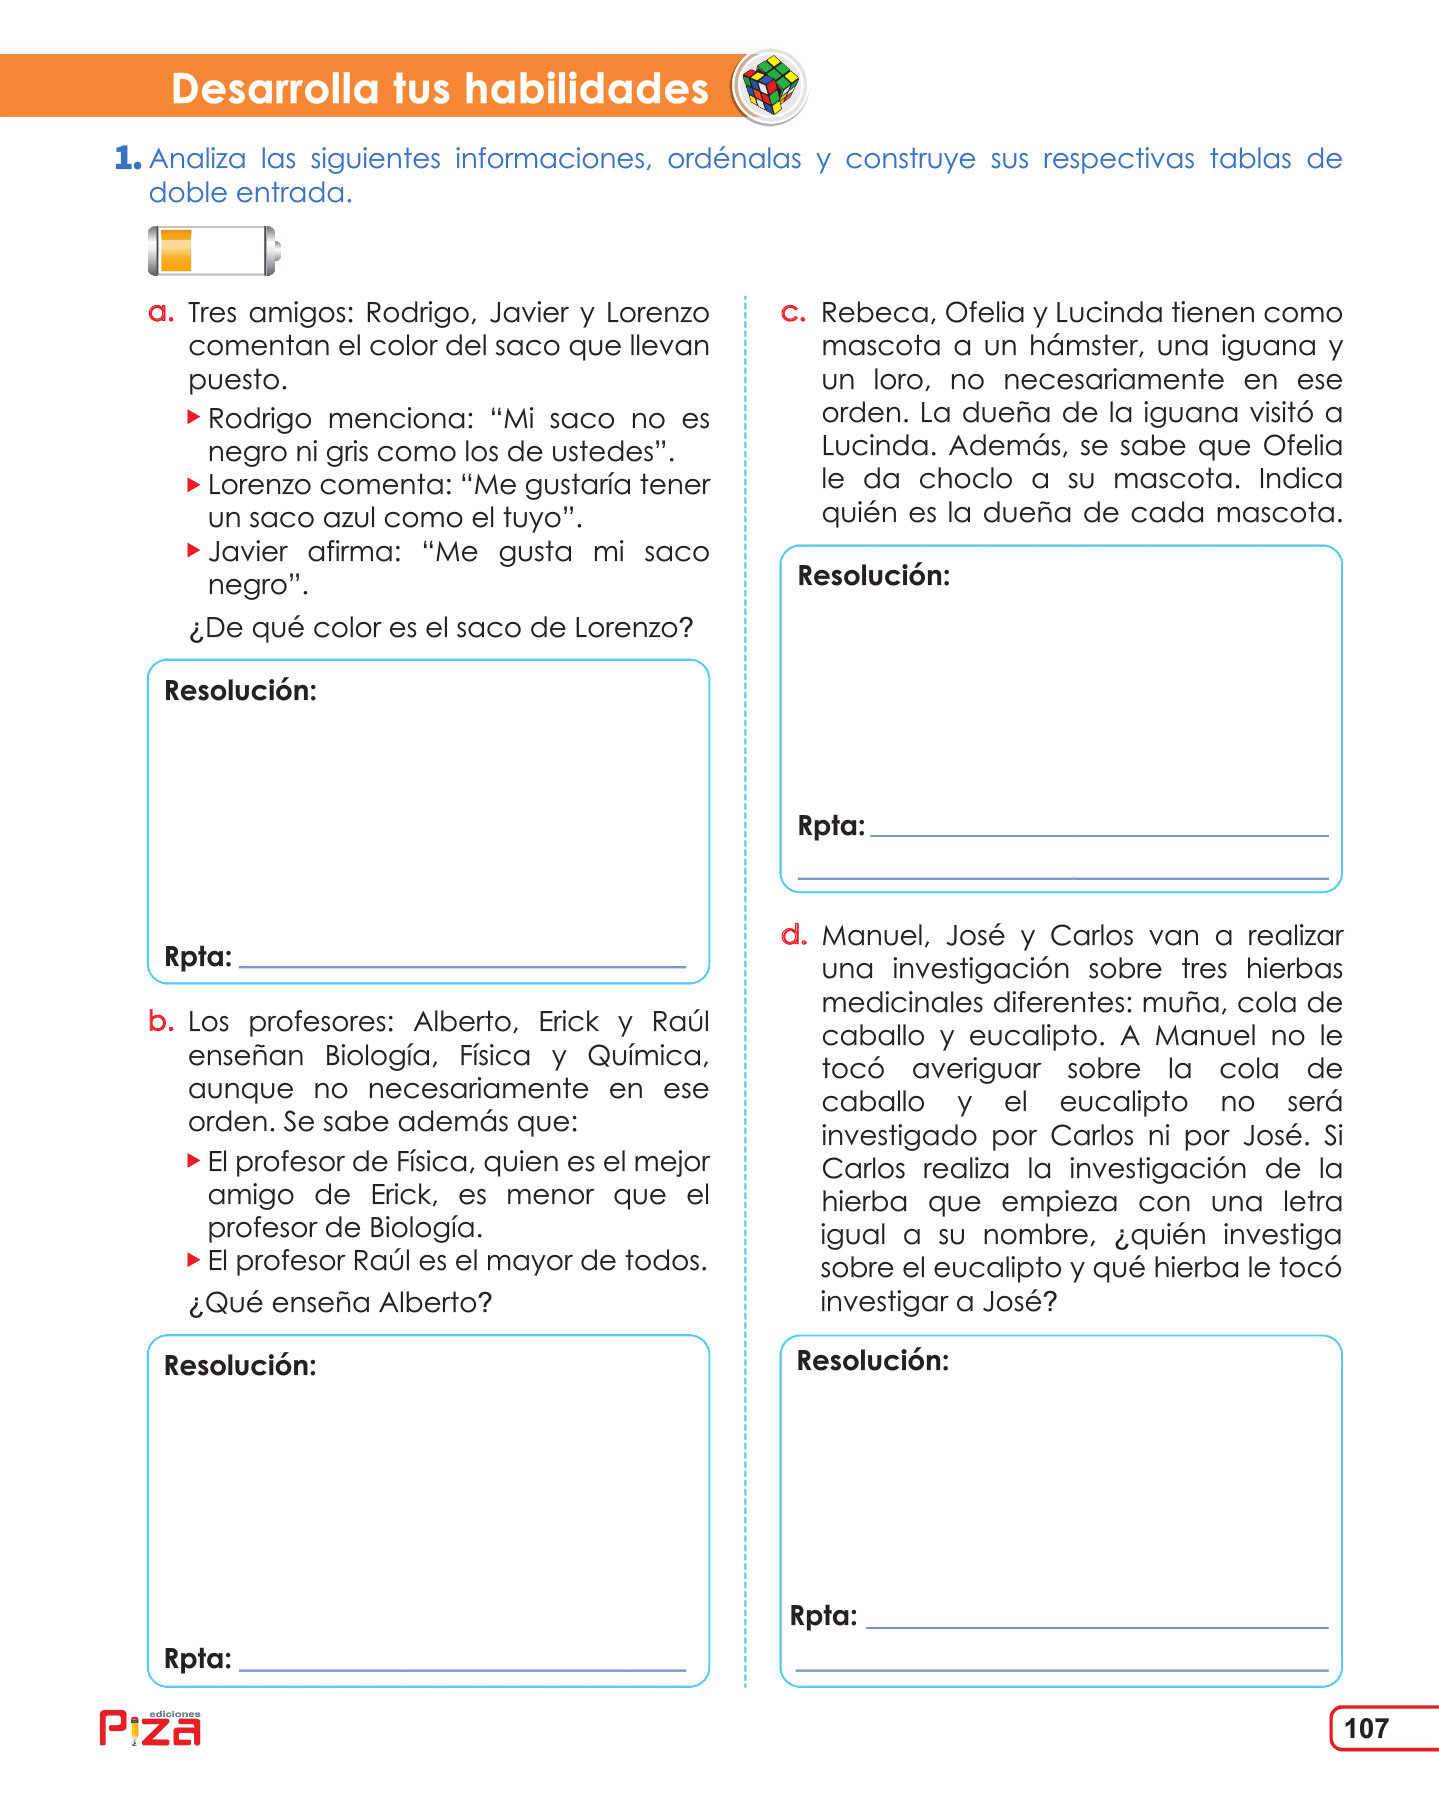 Desarrolla tus habilidades
1. Analiza las siguientes informaciones, ordénalas y construye sus respectivas tablas de
doble entrada.
a. Tres amigos: Rodrigo, Javier y Lorenzo
comentan el color del saco que llevan
puesto.
Rodrigo menciona: “Mi saco no es
negro ni gris como los de ustedes”.
Lorenzo comenta: “Me gustaría tener
un saco azul como el tuyo”.
Javier afirma: “Me gusta mi saco
negro”.
¿De qué color es el saco de Lorenzo?
Resolución:
Rpta:
b. Los profesores: Alberto, Erick y Raúl
enseñan Biología, Física y Química,
aunque no necesariamente en ese
orden. Se sabe además que:
El profesor de Física, quien es el mejor
amigo de Erick, es menor que el
profesor de Biología.
El profesor Raúl es el mayor de todos.
¿Qué enseña Alberto?
Resolución:
Rpta:
c. Rebeca, Ofelia y Lucinda tienen como
mascota a un hámster, una iguana y
un loro, no necesariamente en ese
orden. La dueña de la iguana visitó a
Lucinda. Además, se sabe que Ofelia
le da choclo a su mascota. Indica
quién es la dueña de cada mascota.
Resolución:
Rpta:
d. Manuel, José y Carlos van a realizar
una investigación sobre tres hierbas
medicinales diferentes: muña, cola de
caballo y eucalipto. A Manuel no le
tocó averiguar sobre la cola de
caballo y el eucalipto no será
investigado por Carlos ni por José. Si
Carlos realiza la investigación de la
hierba que empieza con una letra
igual a su nombre, ¿quién investiga
sobre el eucalipto y qué hierba le tocó
investigar a José?
Resolución:
Rpta:
ediciones
Piza
107